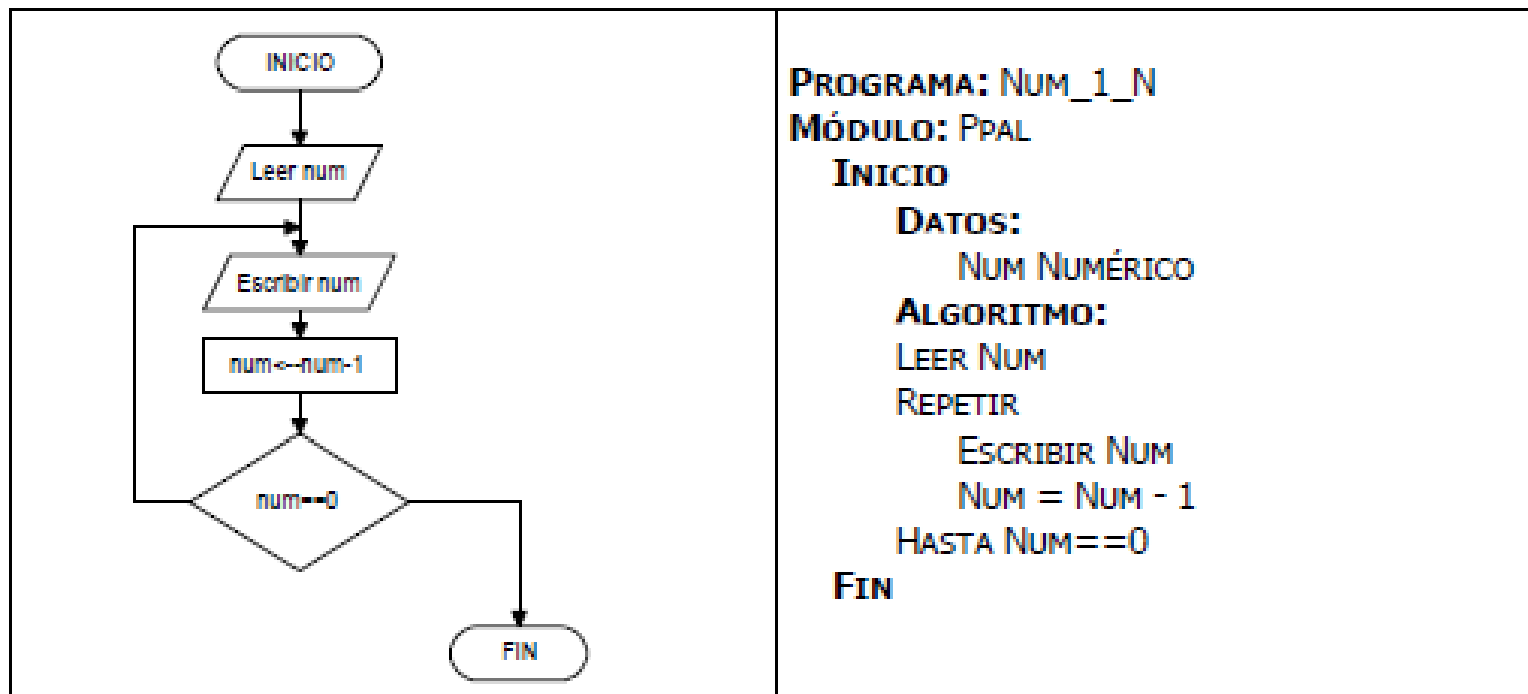 INICIO
Leer num
Escribir num
num<--num-1
num==0
FIN
PROGRAMA: NUM_1_N
MÓDULO: PPAL
INICIO
DATOS:
NUM NUMÉRICO
ALGORITMO:
LEER NUM
REPETIR
ESCRIBIR NUM
NUM = NUM - 1
HASTA NUM==0
FIN